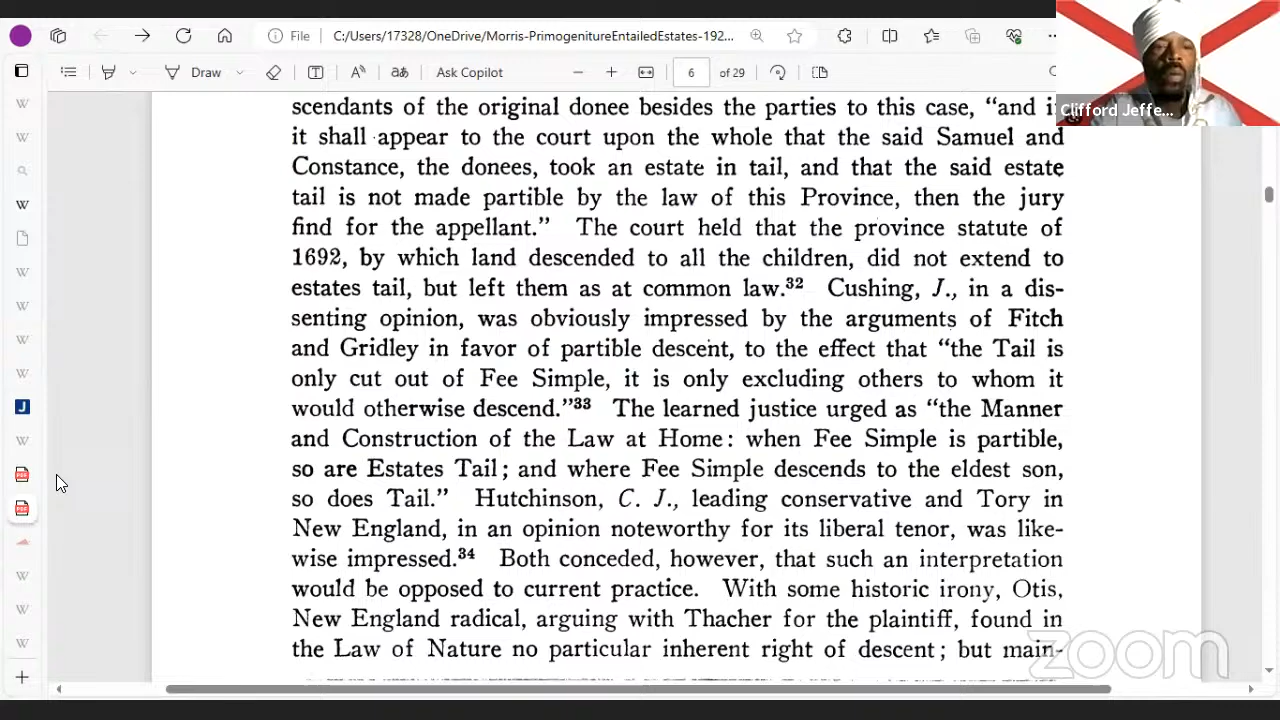 File
C:/Users/17328/OneDrive/Morris-PrimogenitureEntailedEstates-192...
Draw
Ask Copilot
6 of 29
Clifford Jeffe...
scendants of the original donee besides the parties to this case, “and i
it shall appear to the court upon the whole that the said Samuel and
Constance, the donees, took an estate in tail, and that the said estate
tail is not made partible by the law of this Province, then the jury
find for the appellant.” The court held that the province statute of
1692, by which land descended to all the children, did not extend to
estates tail, but left them as at common law.32 Cushing, J., in a dis-
senting opinion, was obviously impressed by the arguments of Fitch
and Gridley in favor of partible descent, to the effect that “the Tail is
only cut out of Fee Simple, it is only excluding others to whom it
would otherwise descend.”33 The learned justice urged as “the Manner
and Construction of the Law at Home: when Fee Simple is partible,
so are Estates Tail; and where Fee Simple descends to the eldest son,
so does Tail.” Hutchinson, C. J., leading conservative and Tory in
New England, in an opinion noteworthy for its liberal tenor, was like-
wise impressed.34 Both conceded, however, that such an interpretation
would be opposed to current practice. With some historic irony, Otis,
New England radical, arguing with Thacher for the plaintiff, found in
the Law of Nature no particular inherent right of descent; but main-
zoom